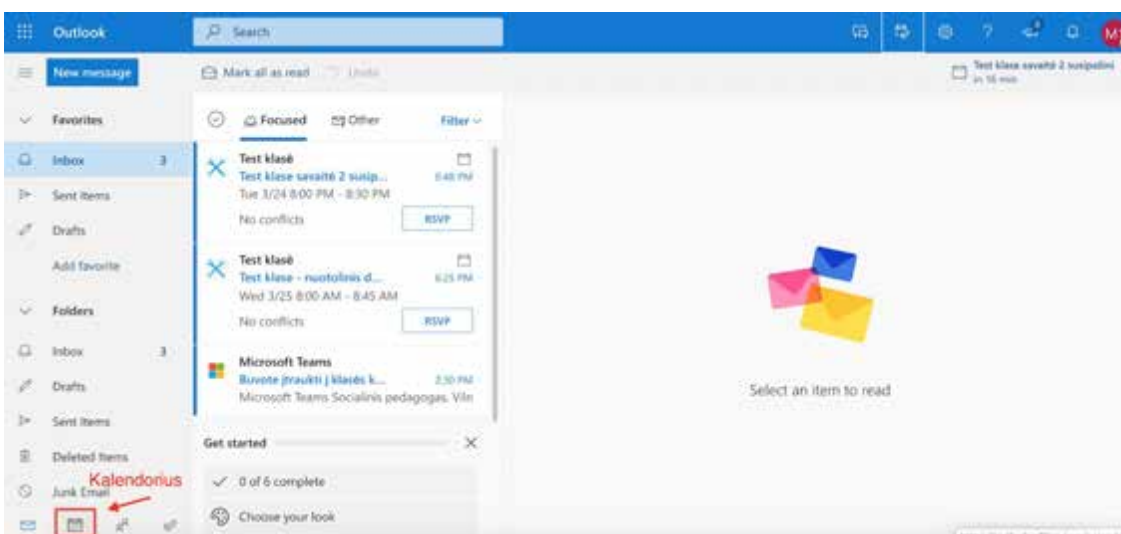 Outlook
Search
New message
Mark all as read
Undo
Test klase savaitė 2 susipalini
in 16 min
Favorites
Inbox 3
Sent Items
Drafts
Add favorite
Folders
Inbox 3
Drafts
Sent Items
Deleted Items
Junk Email
Kalendorius
Focused
Other
Filter
Test klasė
Test klase savaitė 2 susip...
Tue 3/24 8:00 PM - 8:30 PM
No conflicts
RSVP
Test klasė
Test klase - nuotolinis d...
6:25 PM
Wed 3/25 8:00 AM - 8:45 AM
No conflicts
RSVP
Microsoft Teams
Buvote įtraukti į klasės k...
2:30 PM
Microsoft Teams Socialinis pedagogas. Viln
Get started
0 of 6 complete
Choose your look
Select an item to read